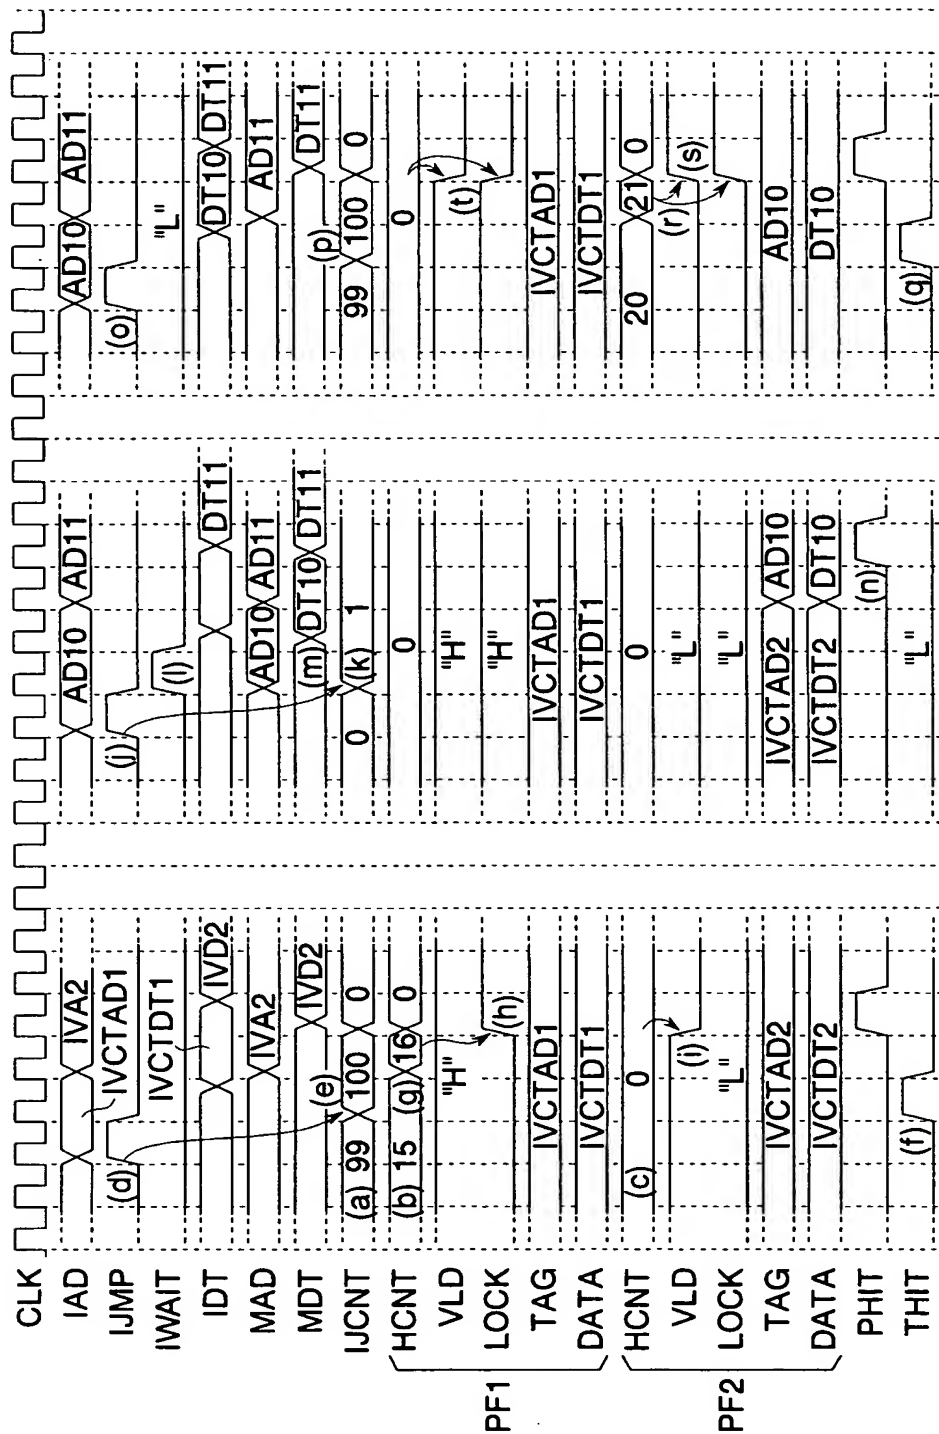 CLK
IAD IVA2 AD10 AD11 AD10 AD11
IVCTAD1
IJMP (d) (j) (o)
IWAIT IVCTDT1 (l) "L"
IDT IVD2 DT11 DT10 DT11
MAD IVA2 AD10 AD11 AD11
MDT IVD2 (m) DT10 DT11 DT11
(e) (p)
IJCNT (a) 99 100 0 0 (k) 1 99 100 0
PF1
HCNT (b) 15 (g) 16 0 0 0
VLD "H" "H" (t)
LOCK (h) "H"
TAG IVCTAD1 IVCTAD1 IVCTAD1
DATA IVCTDT1 IVCTDT1 IVCTDT1
PF2
HCNT (c) 0 0 20 21 0
VLD (i) "L" (r) (s)
LOCK "L" "L"
TAG IVCTAD2 IVCTAD2 AD10 AD10
DATA IVCTDT2 IVCTDT2 DT10 DT10
PHIT (n)
THIT (f) "L" (q)